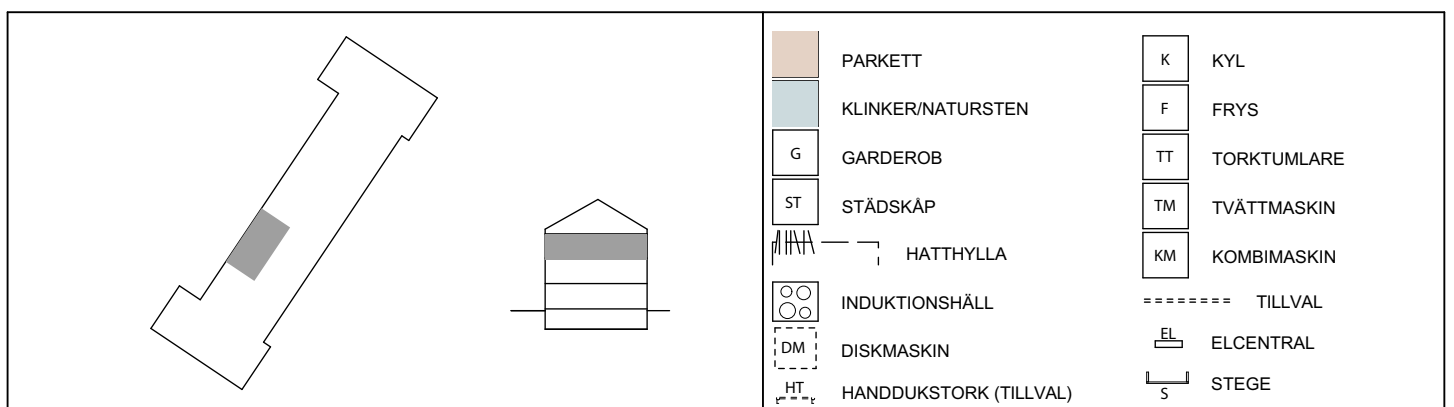 PARKETT
KLINKER/NATURSTEN
G GARDEROB
ST STÄDSKÅP
HATTHYLLA
INDUKTIONSHÄLL
DM DISKMASKIN
HT HANDDUKSTORK (TILLVAL)
K KYL
F FRYS
TT TORKTUMLARE
TM TVÄTTMASKIN
KM KOMBIMASKIN
TILLVAL
EL ELCENTRAL
S STEGE